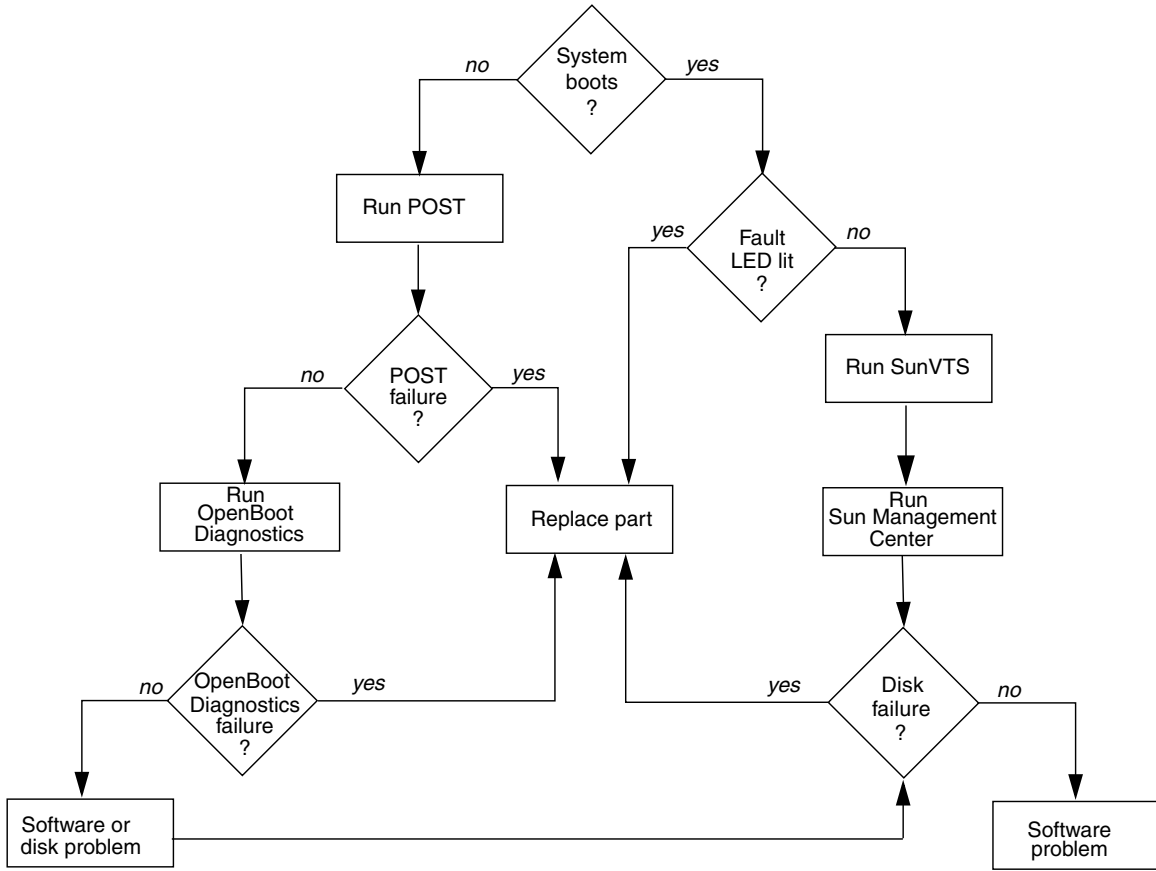 System
boots
?
no
yes
Run POST
Fault
LED lit
?
yes
no
Run SunVTS
POST
failure
?
no
yes
Run
OpenBoot
Diagnostics
Replace part
Run
Sun Management
Center
OpenBoot
Diagnostics
failure
?
no
yes
Disk
failure
?
yes
no
Software or
disk problem
Software
problem